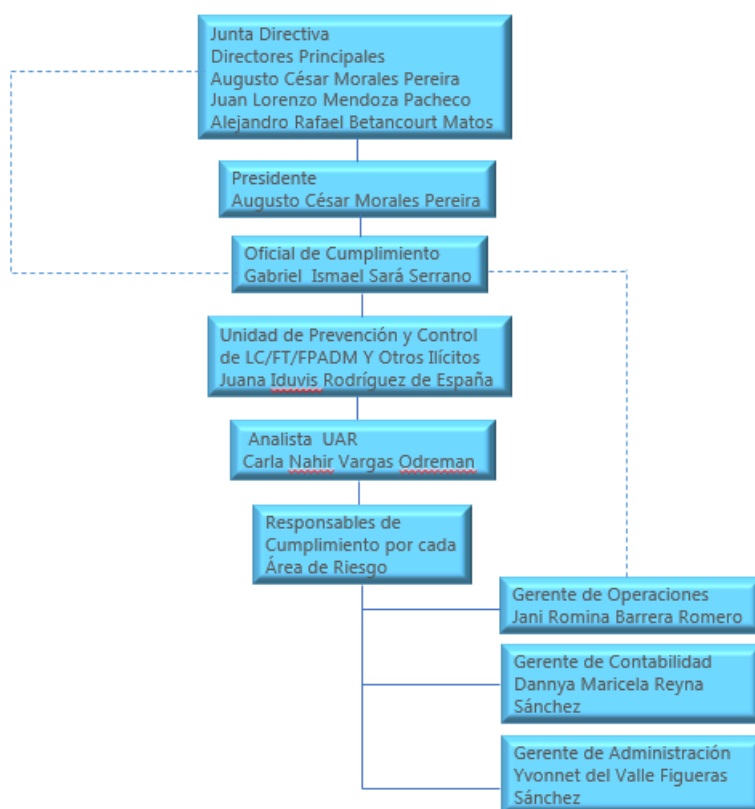 Junta Directiva
Directores Principales
Augusto César Morales Pereira
Juan Lorenzo Mendoza Pacheco
Alejandro Rafael Betancourt Matos
Presidente
Augusto César Morales Pereira
Oficial de Cumplimiento
Gabriel Ismael Sará Serrano
Unidad de Prevención y Control
de LC/FT/FPADM Y Otros Ilícitos
Juana Iduvis Rodríguez de España
Analista UAR
Carla Nahir Vargas Odreman
Responsables de
Cumplimiento por cada
Área de Riesgo
Gerente de Operaciones
Jani Romina Barrera Romero
Gerente de Contabilidad
Dannya Maricela Reyna
Sánchez
Gerente de Administración
Yvonnet del Valle Figueras
Sánchez